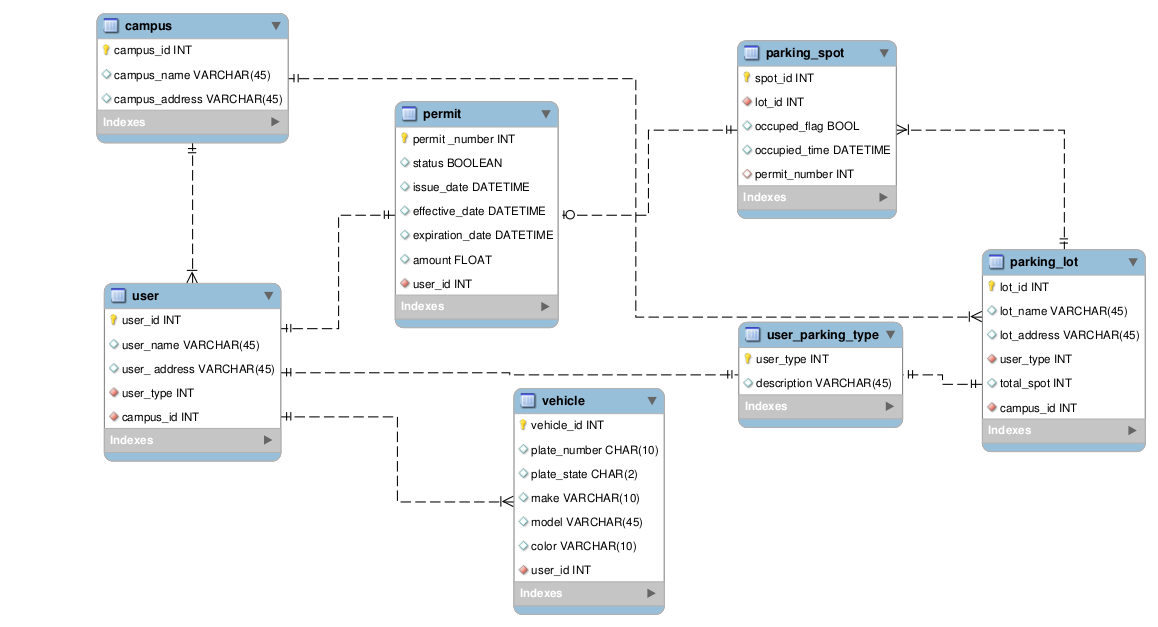 campus
campus_id INT
campus_name VARCHAR(45)
campus_address VARCHAR(45)
Indexes
permit
permit _number INT
status BOOLEAN
issue_date DATETIME
effective_date DATETIME
expiration_date DATETIME
amount FLOAT
user_id INT
Indexes
parking_spot
spot_id INT
lot_id INT
occuped_flag BOOL
occupied_time DATETIME
permit_number INT
Indexes
user
user_id INT
user_name VARCHAR(45)
user_ address VARCHAR(45)
user_type INT
campus_id INT
Indexes
user_parking_type
user_type INT
description VARCHAR(45)
Indexes
parking_lot
lot_id INT
lot_name VARCHAR(45)
lot_address VARCHAR(45)
user_type INT
total_spot INT
campus_id INT
Indexes
vehicle
vehicle_id INT
plate_number CHAR(10)
plate_state CHAR(2)
make VARCHAR(10)
model VARCHAR(45)
color VARCHAR(10)
user_id INT
Indexes